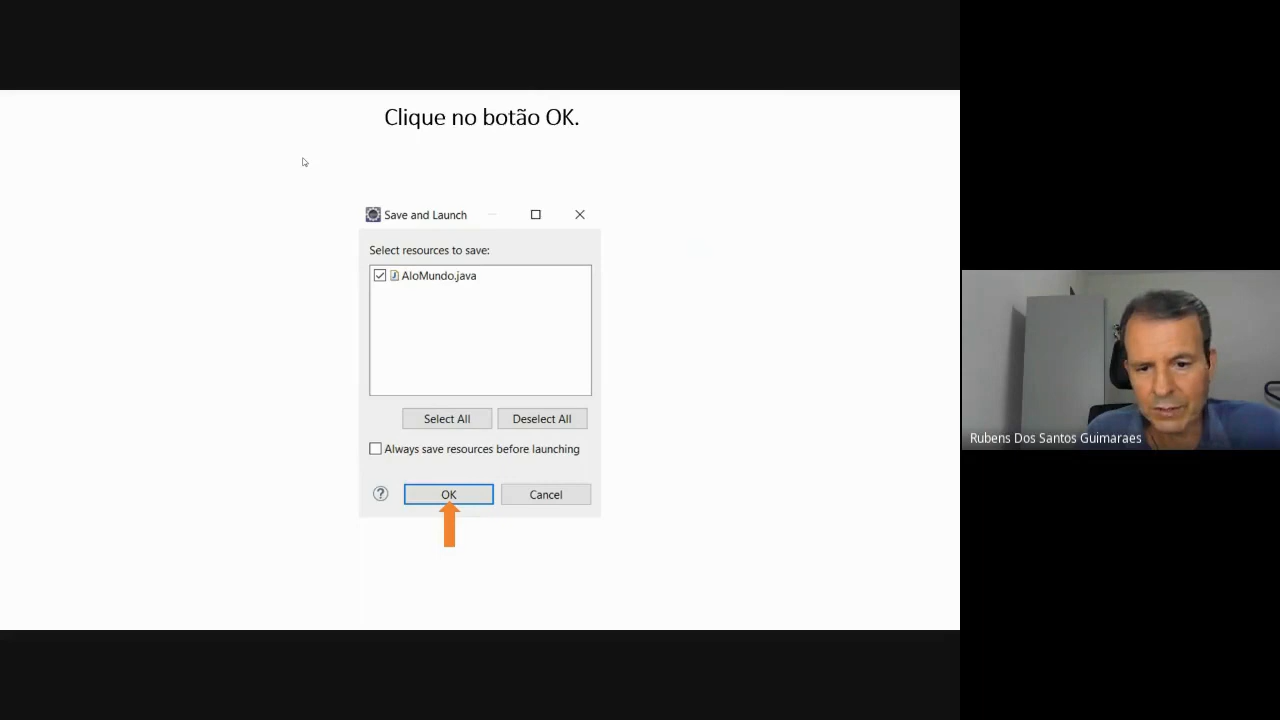 Clique no botão OK.
Save and Launch
Select resources to save:
AloMundo.java
Select All
Deselect All
Always save resources before launching
?
OK
Cancel
Rubens Dos Santos Guimaraes